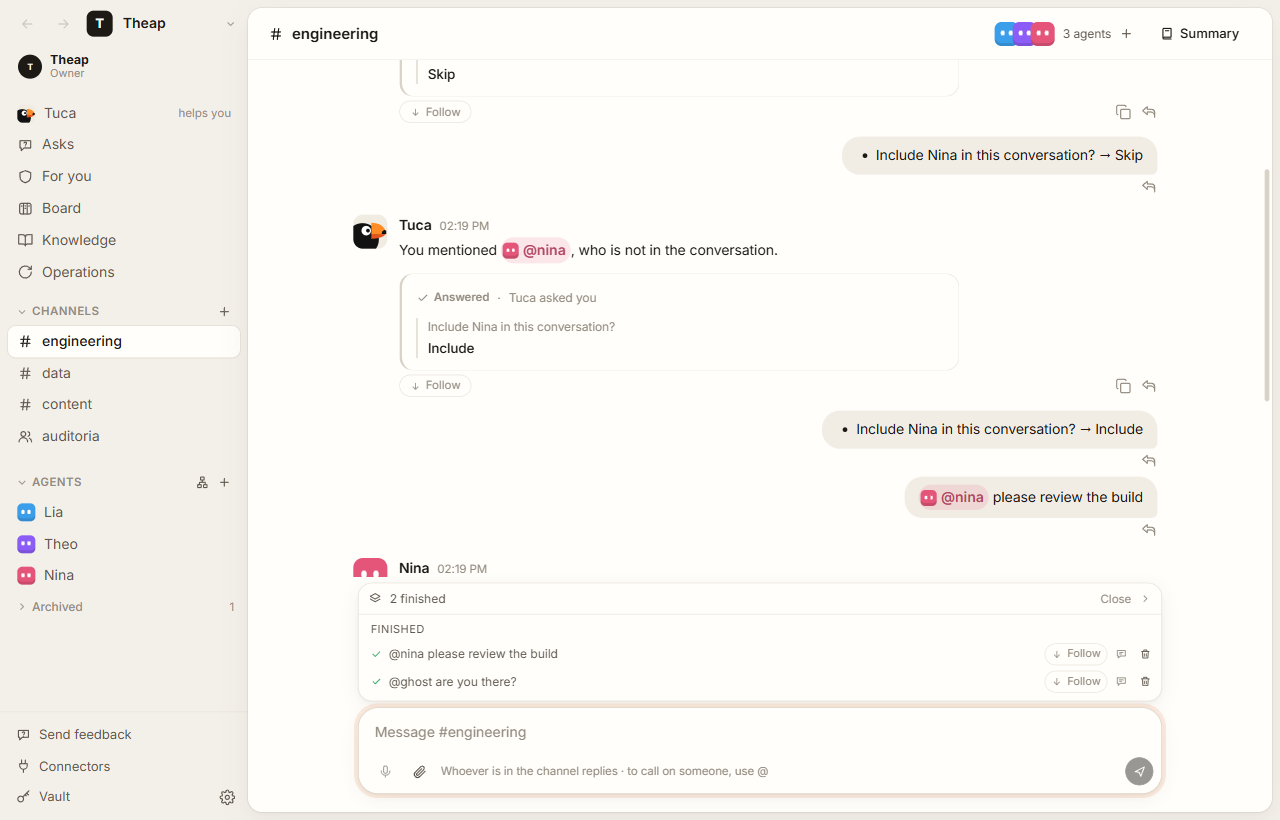 T Theap
T Theap
Owner
Tuca helps you
Asks
For you
Board
Knowledge
Operations
CHANNELS
# engineering
# data
# content
auditoria
AGENTS
Lia
Theo
Nina
Archived 1
Send feedback
Connectors
Vault
# engineering
3 agents
Summary
Skip
Follow
• Include Nina in this conversation? → Skip
Tuca 02:19 PM
You mentioned @nina, who is not in the conversation.
Answered · Tuca asked you
Include Nina in this conversation?
Include
Follow
• Include Nina in this conversation? → Include
@nina please review the build
Nina 02:19 PM
2 finished Close
FINISHED
@nina please review the build Follow
@ghost are you there? Follow
Message #engineering
Whoever is in the channel replies · to call on someone, use @